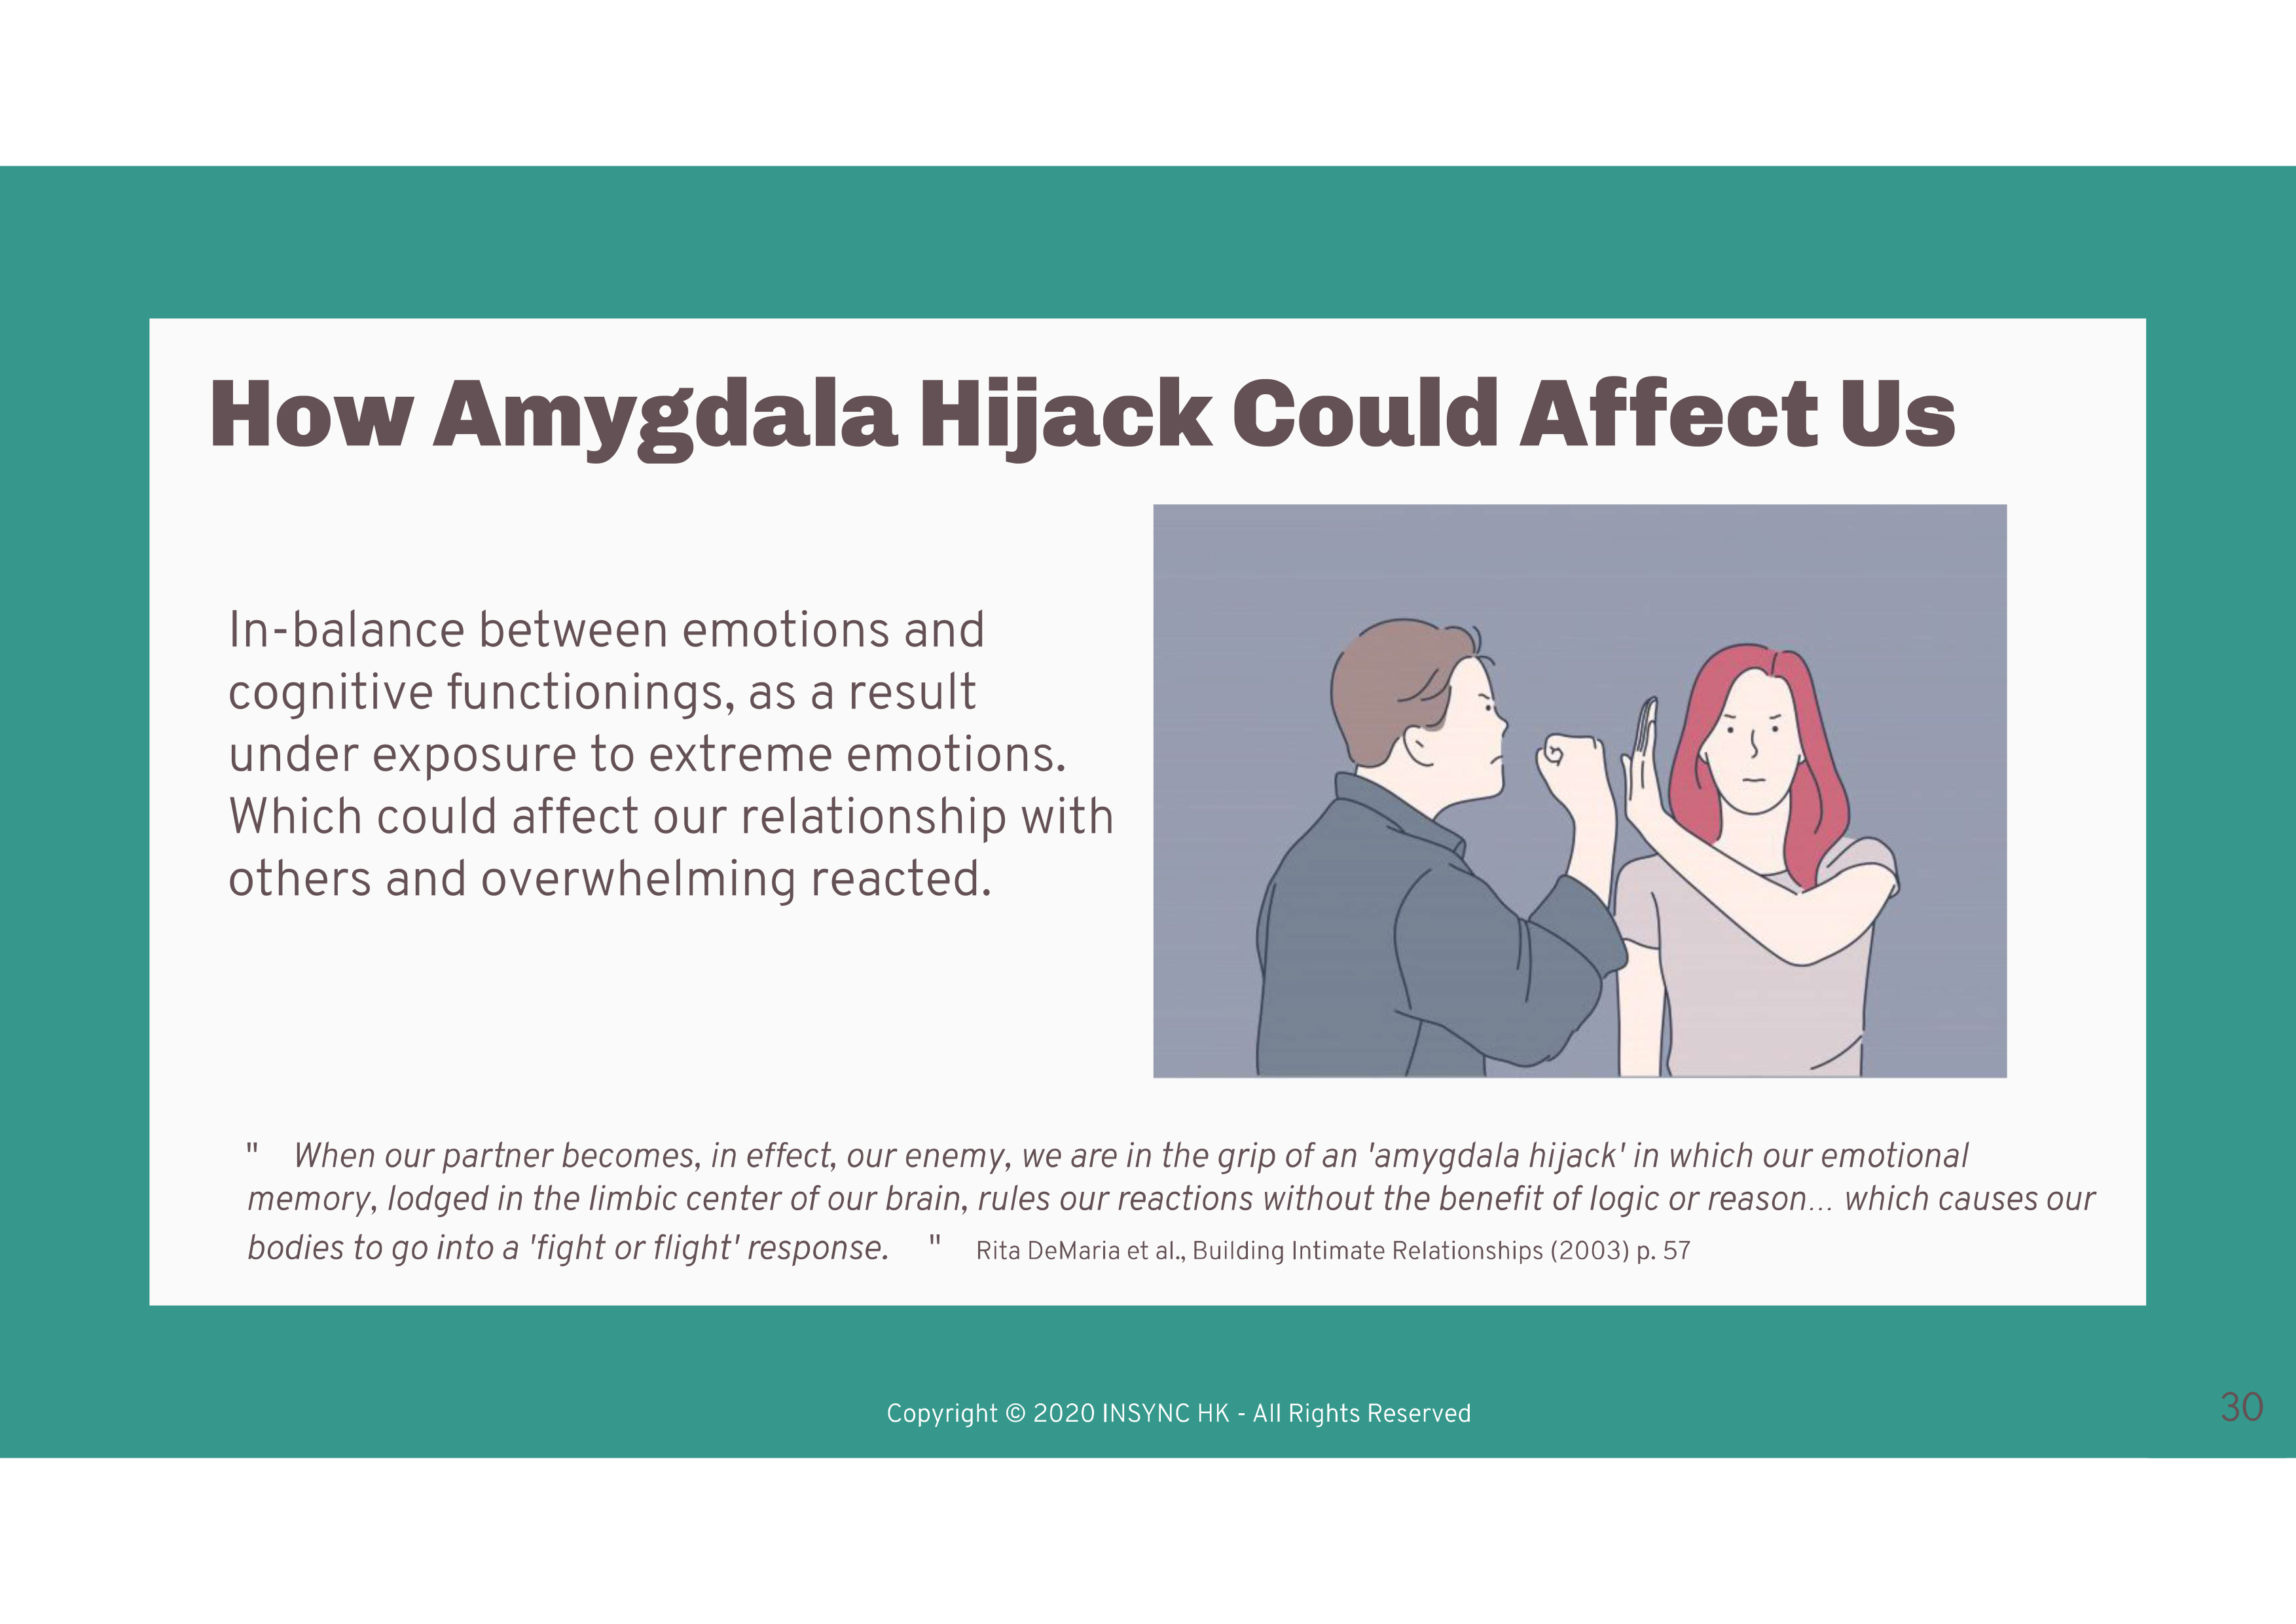 How Amygdala Hijack Could Affect Us
In-balance between emotions and
cognitive functionings, as a result
under exposure to extreme emotions.
Which could affect our relationship with
others and overwhelming reacted.
" When our partner becomes, in effect, our enemy, we are in the grip of an 'amygdala hijack' in which our emotional
memory, lodged in the limbic center of our brain, rules our reactions without the benefit of logic or reason... which causes our
bodies to go into a 'fight or flight' response. " Rita DeMaria et al., Building Intimate Relationships (2003) p. 57
Copyright © 2020 INSYNC HK - All Rights Reserved
30